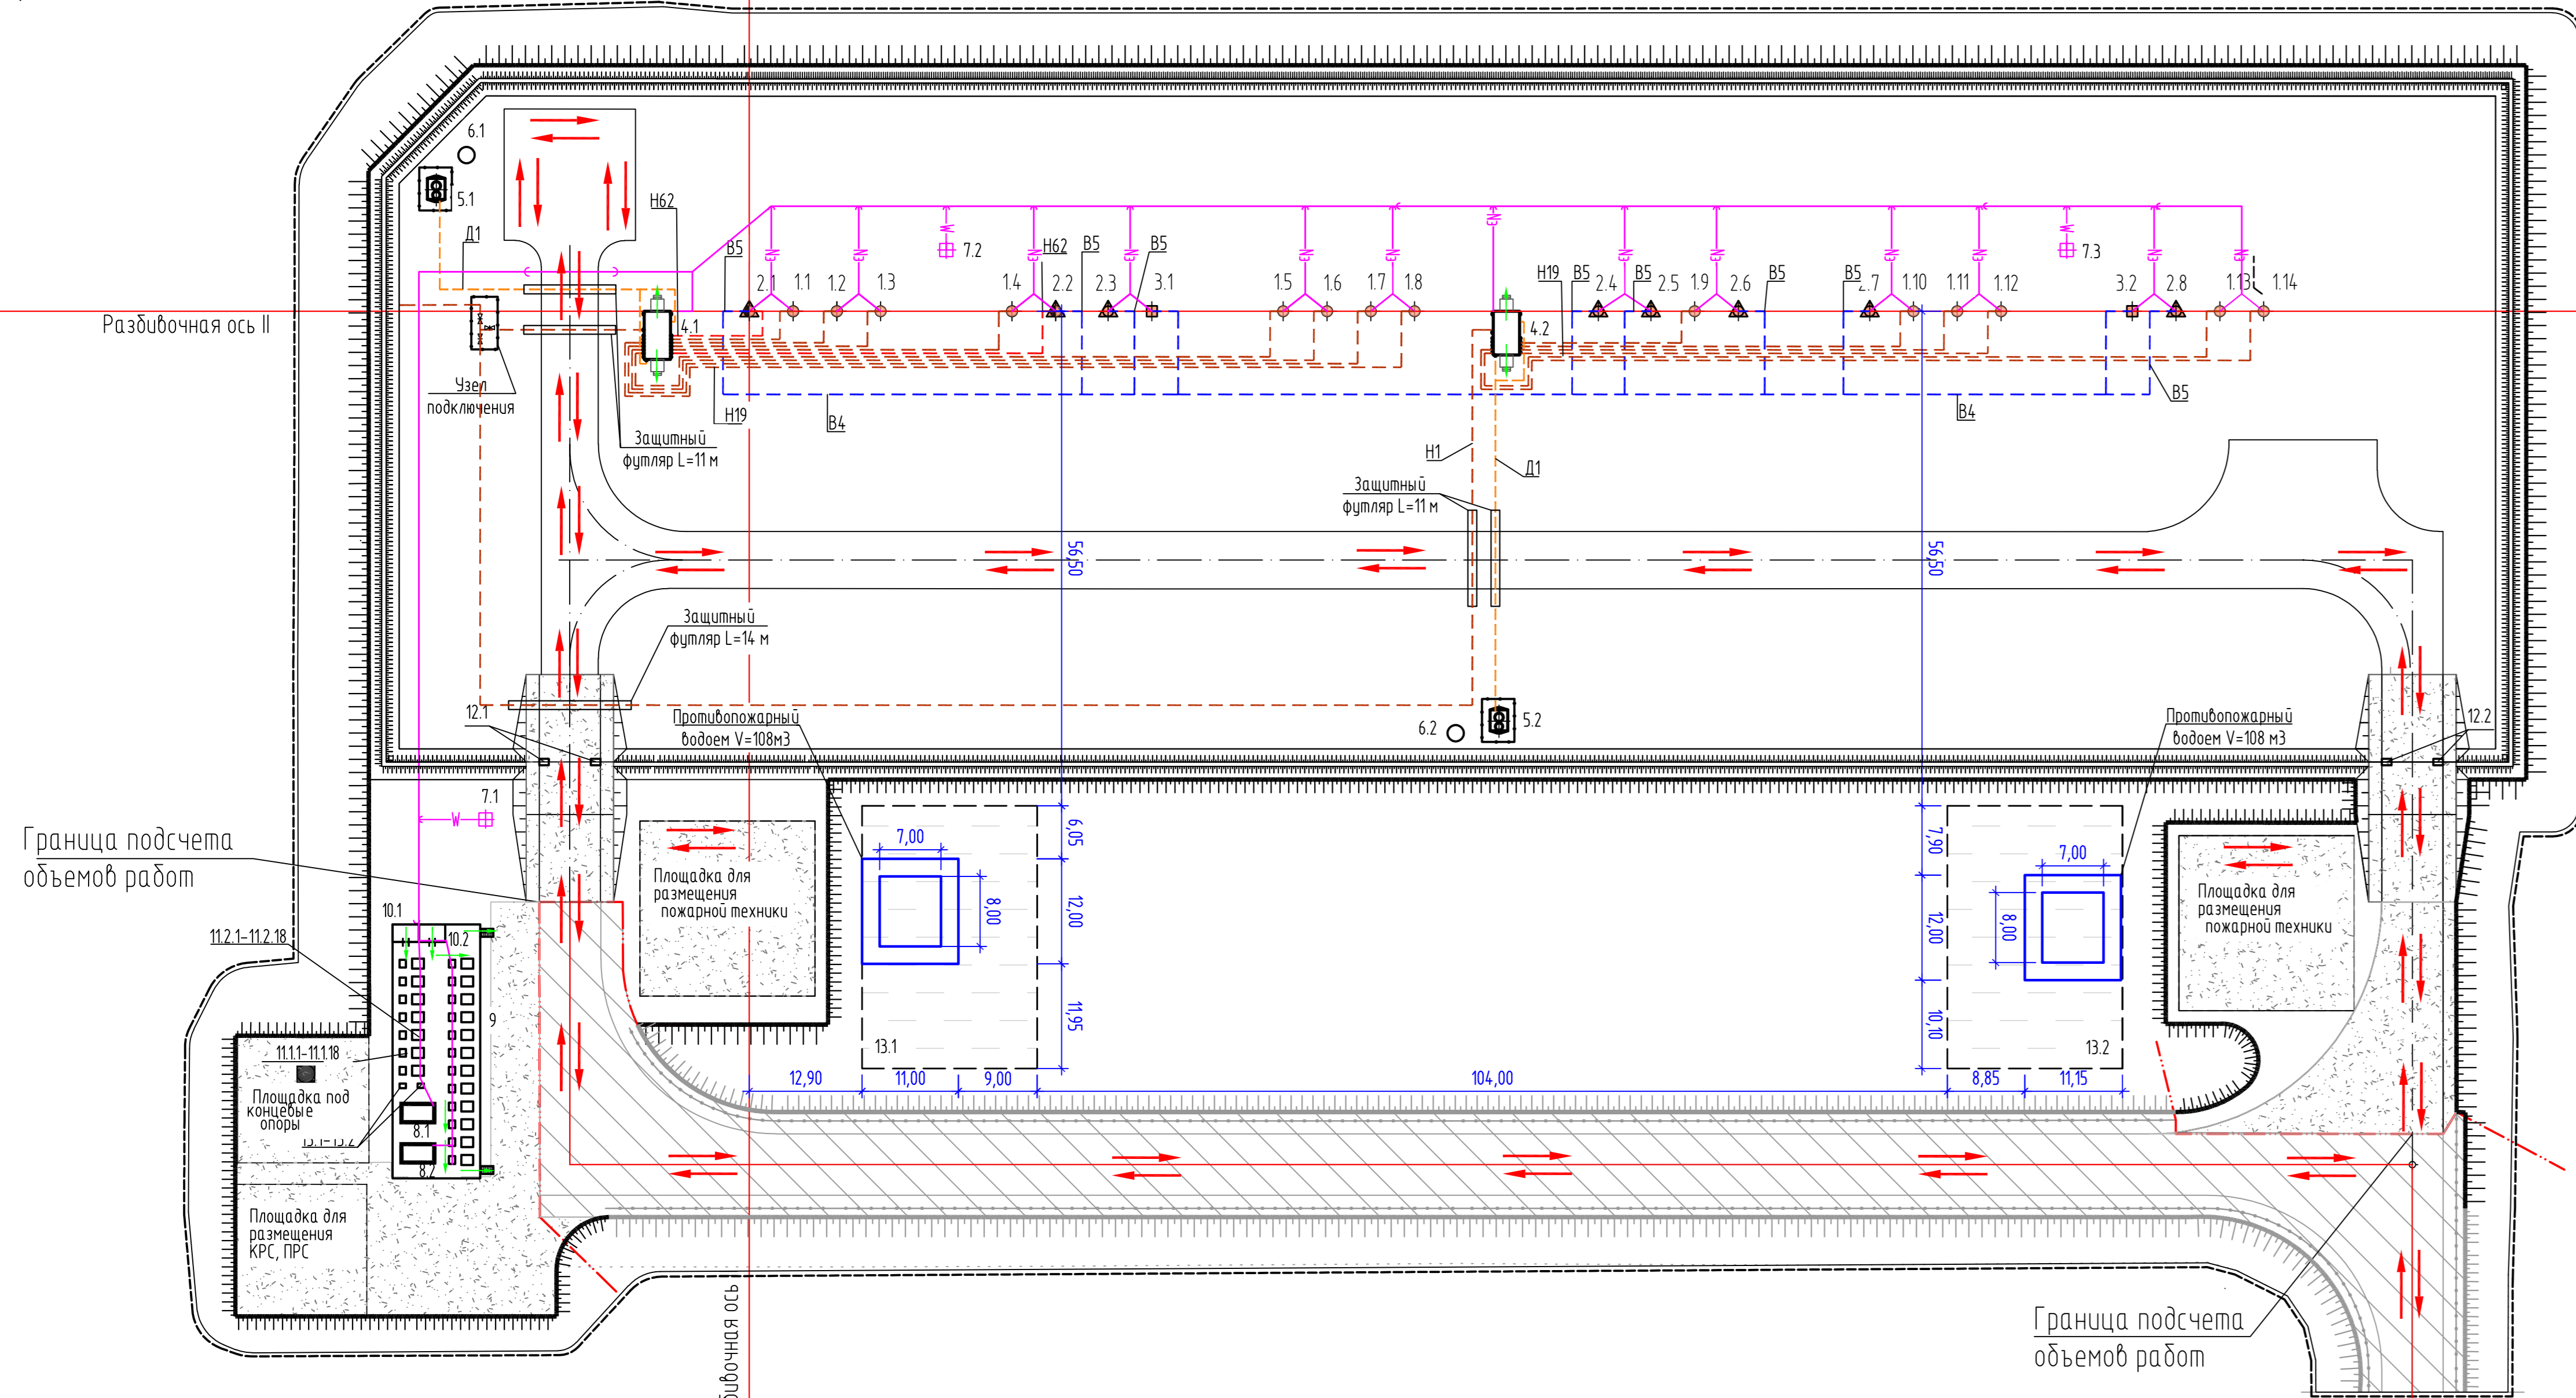 6.1
5.1
Н62
Д1
В5
7.2
Н62
В5
В5
7.3
2.1
1.1
1.2
1.3
1.4
2.2
2.3
3.1
1.5
1.6
1.7
1.8
Н19
В5
2.4
В5
2.5
1.9
2.6
В5
В5
2.7
1.10
1.11
1.12
3.2
2.8
1.13
1.14
Разбивочная ось II
4.1
4.2
Узел
подключения
Н19
В4
В5
В4
Защитный
футляр L=11 м
Н1
Д1
Защитный
футляр L=11 м
56,50
56,50
Защитный
футляр L=14 м
12.1
Противопожарный
водоем V=108м3
6.2
5.2
Противопожарный
водоем V=108 м3
12.2
7.1
W
W
W
Граница подсчета
объемов работ
Площадка для
размещения
пожарной техники
7,00
8,00
6,05
12,00
11,95
7,90
12,00
10,10
7,00
8,00
Площадка для
размещения
пожарной техники
10.1
10.2
11.2.1-11.2.18
9
11.1.1-11.1.18
Площадка под
концевые
опоры
8.1
8.2
13.1
13.2
12,90
11,00
9,00
104,00
8,85
11,15
Площадка для
размещения
КРС, ПРС
ивочная ось
Граница подсчета
объемов работ